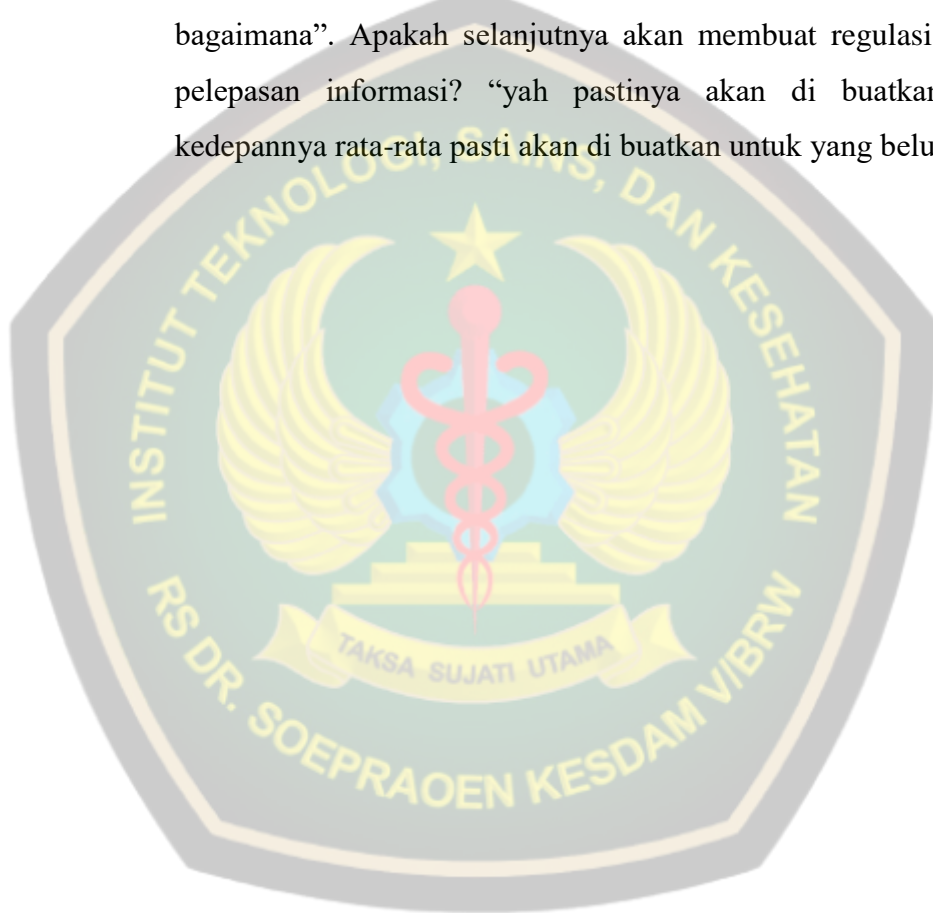 bagaimana”. Apakah selanjutnya akan membuat regulasi
pelepasan informasi? “yah pastinya akan di buatkan
kedepannya rata-rata pasti akan di buatkan untuk yang belu
INSTITUT TEKNOLOGI, SAINS, DAN KESEHATAN
TAKSA SUJATI UTAMA
RS DR. SOEPRAOEN KESDAM V/BRW